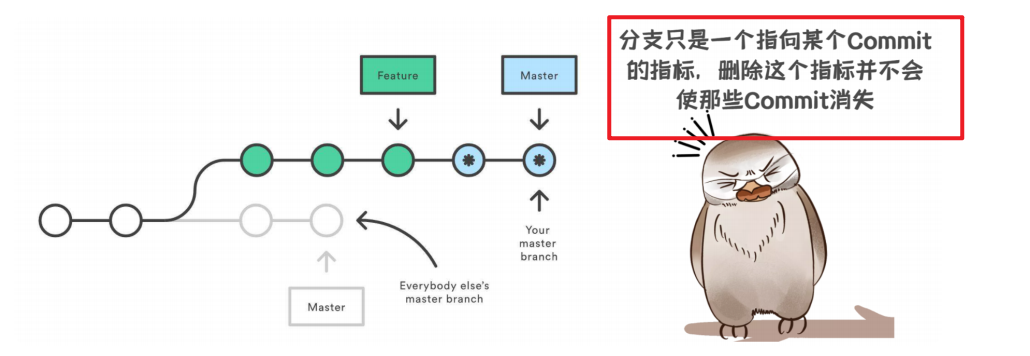 分支只是一个指向某个Commit
的指标，删除这个指标并不会
使那些Commit消失
Feature
Master
Your
master
branch
Everybody else's
master branch
Master